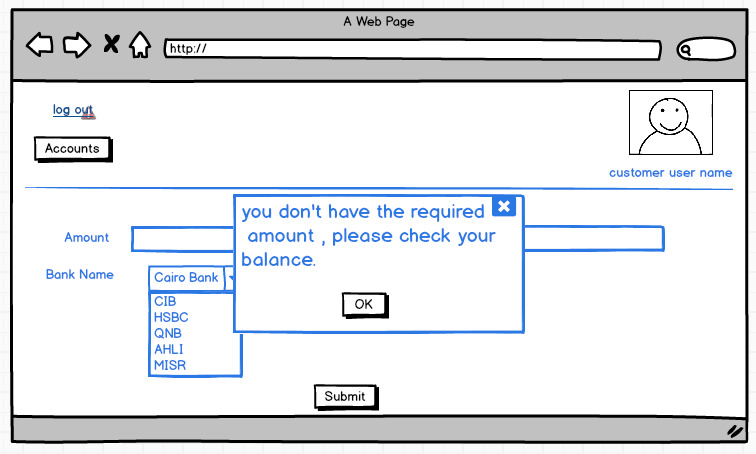 A Web Page
http://
log out
Accounts
customer user name
you don't have the required
amount , please check your
balance.
OK
Amount
Bank Name
Cairo Bank
CIB
HSBC
QNB
AHLI
MISR
Submit